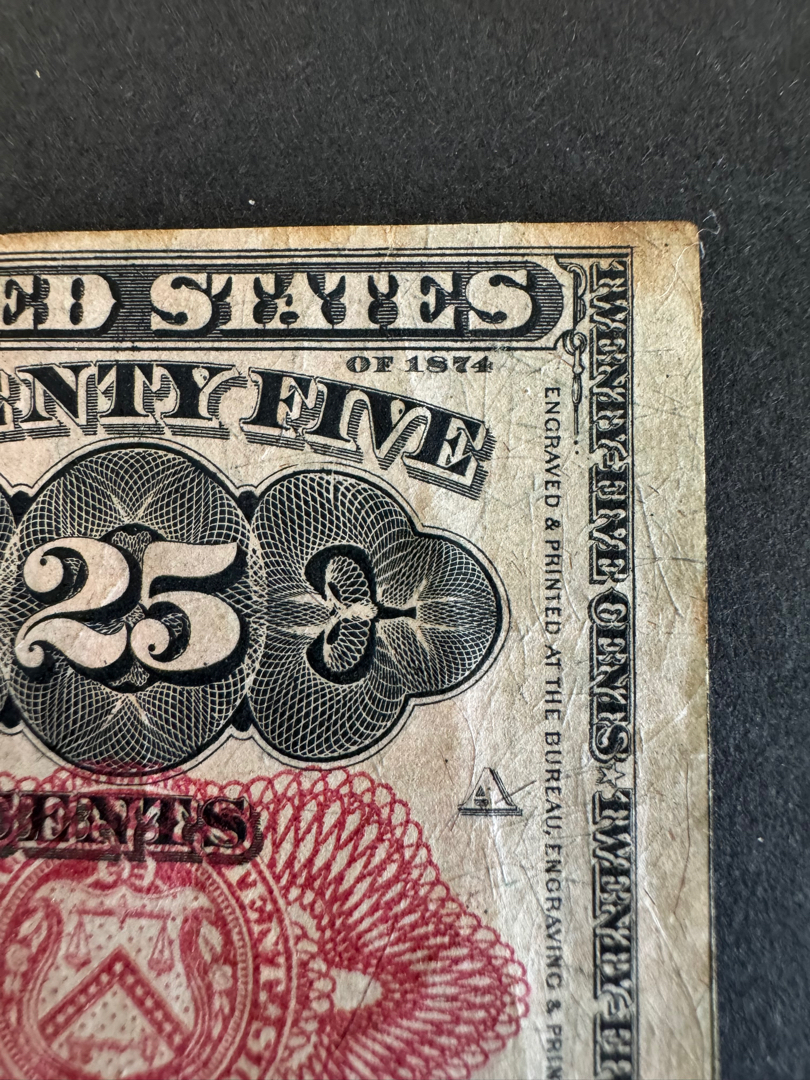 ED STATES
OF 1874
ENTY FIVE
25 C
A
CENTS
ENGRAVED & PRINTED AT THE BUREAU, ENGRAVING & PRIN
TWENTY-FIVE CENTS ☆ TWENTY-FI